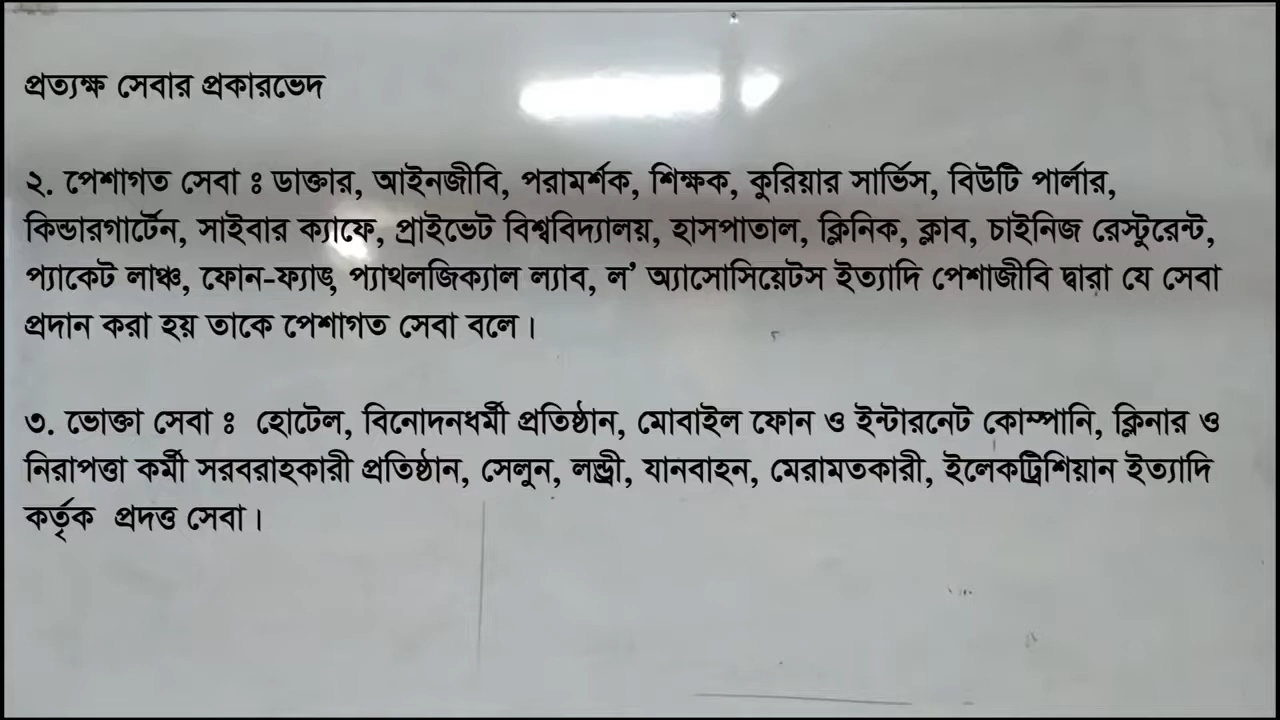 প্রত্যক্ষ সেবার প্রকারভেদ
২. পেশাগত সেবা ঃ ডাক্তার, আইনজীবি, পরামর্শক, শিক্ষক, কুরিয়ার সার্ভিস, বিউটি পার্লার,
কিন্ডারগার্টেন, সাইবার ক্যাফে, প্রাইভেট বিশ্ববিদ্যালয়, হাসপাতাল, ক্লিনিক, ক্লাব, চাইনিজ রেস্টুরেন্ট,
প্যাকেট লাঞ্চ, ফোন-ফ্যাঙ্, প্যাথলজিক্যাল ল্যাব, ল’ অ্যাসোসিয়েটস ইত্যাদি পেশাজীবি দ্বারা যে সেবা
প্রদান করা হয় তাকে পেশাগত সেবা বলে।
৩. ভোক্তা সেবা ঃ হোটেল, বিনোদনধর্মী প্রতিষ্ঠান, মোবাইল ফোন ও ইন্টারনেট কোম্পানি, ক্লিনার ও
নিরাপত্তা কর্মী সরবরাহকারী প্রতিষ্ঠান, সেলুন, লন্ড্রী, যানবাহন, মেরামতকারী, ইলেকট্রিশিয়ান ইত্যাদি
কর্তৃক প্রদত্ত সেবা।